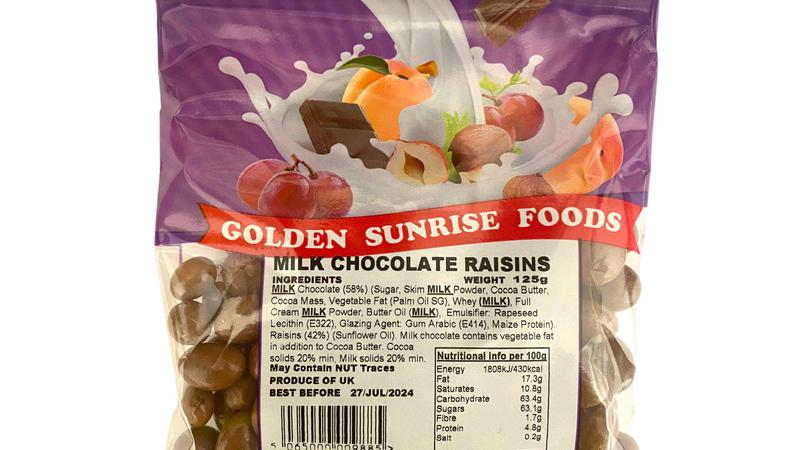 GOLDEN SUNRISE FOODS
MILK CHOCOLATE RAISINS
INGREDIENTS WEIGHT 125g
MILK Chocolate (58%) (Sugar, Skim MILK Powder, Cocoa Butter,
Cocoa Mass, Vegetable Fat (Palm Oil SG), Whey (MILK), Full
Cream MILK Powder, Butter Oil (MILK), Emulsifier: Rapeseed
Lecithin (E322), Glazing Agent: Gum Arabic (E414), Maize Protein).
Raisins (42%) (Sunflower Oil). Milk chocolate contains vegetable fat
in addition to Cocoa Butter. Cocoa
solids 20% min, Milk solids 20% min.
May Contain NUT Traces
PRODUCE OF UK
BEST BEFORE 27/JUL/2024
5 065000 009885 >
Nutritional info per 100g
Energy 1808kJ/430kcal
Fat 17.3g
Saturates 10.8g
Carbohydrate 63.4g
Sugars 63.1g
Fibre 1.7g
Protein 4.8g
Salt 0.2g